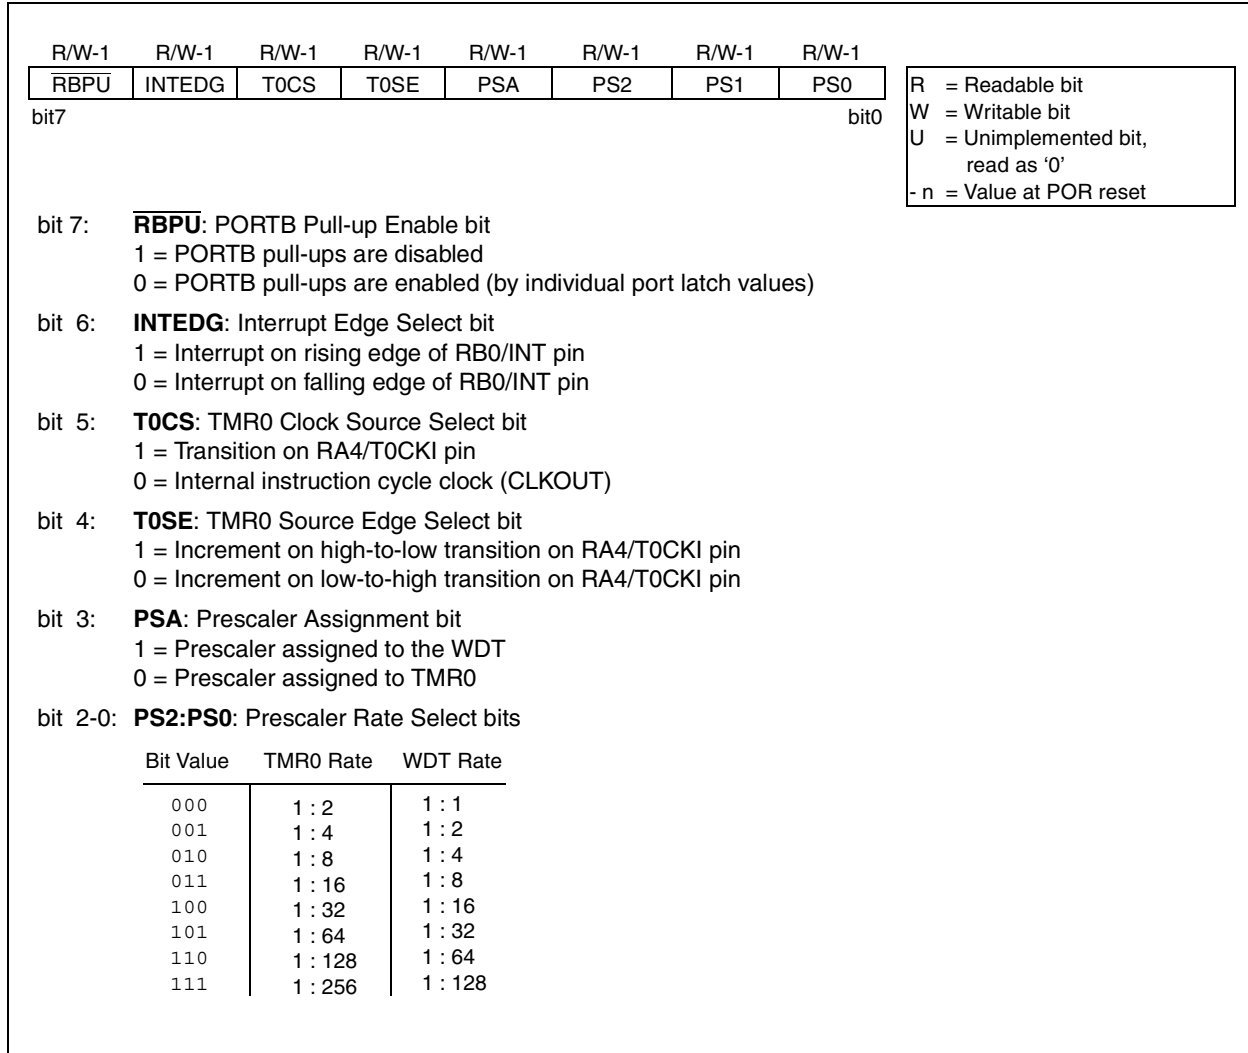 R/W-1 R/W-1 R/W-1 R/W-1 R/W-1 R/W-1 R/W-1 R/W-1
RBPU INTEDG T0CS T0SE PSA PS2 PS1 PS0
bit7 bit0
R = Readable bit
W = Writable bit
U = Unimplemented bit,
read as ‘0’
- n = Value at POR reset
bit 7: RBPU: PORTB Pull-up Enable bit
1 = PORTB pull-ups are disabled
0 = PORTB pull-ups are enabled (by individual port latch values)
bit 6: INTEDG: Interrupt Edge Select bit
1 = Interrupt on rising edge of RB0/INT pin
0 = Interrupt on falling edge of RB0/INT pin
bit 5: T0CS: TMR0 Clock Source Select bit
1 = Transition on RA4/T0CKI pin
0 = Internal instruction cycle clock (CLKOUT)
bit 4: T0SE: TMR0 Source Edge Select bit
1 = Increment on high-to-low transition on RA4/T0CKI pin
0 = Increment on low-to-high transition on RA4/T0CKI pin
bit 3: PSA: Prescaler Assignment bit
1 = Prescaler assigned to the WDT
0 = Prescaler assigned to TMR0
bit 2-0: PS2:PS0: Prescaler Rate Select bits
Bit Value TMR0 Rate WDT Rate
000 1 : 2 1 : 1
001 1 : 4 1 : 2
010 1 : 8 1 : 4
011 1 : 16 1 : 8
100 1 : 32 1 : 16
101 1 : 64 1 : 32
110 1 : 128 1 : 64
111 1 : 256 1 : 128